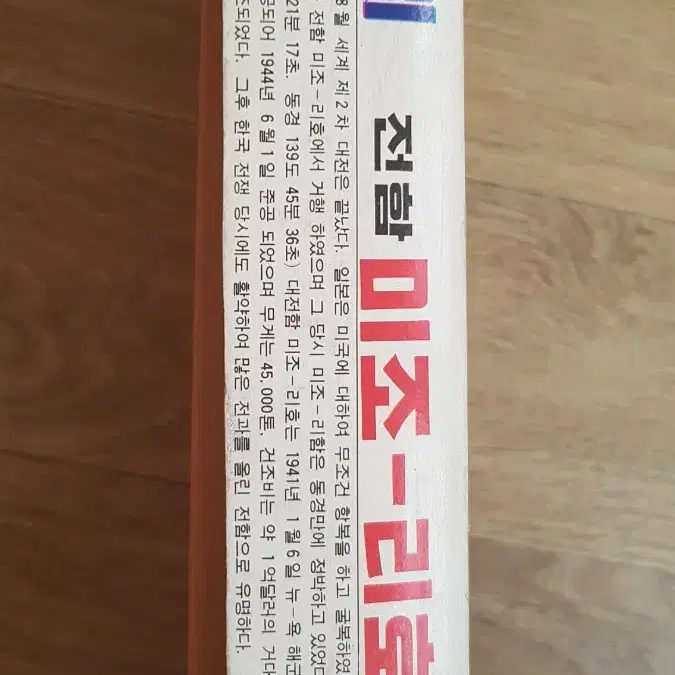 전함 미조-리호
8월 세계 제2차 대전은 끝났다. 일본은 미국에 대하여 무조건 항복을 하고 굴복하였
전함 미조-리호에서 거행 하였으며 그 당시 미조-리함은 동경만에 정박하고 있었다
21분 17초. 동경 139도 45분 36초) 대전함 미조-리호는 1941년 1월6일 뉴-욕 해군
공되어 1944년 6월1일 준공 되었으며 무게는 45,000톤, 건조비는 약 1억달러의 거대
조되었다. 그후 한국 전쟁 당시에도 활약하여 많은 전과를 올린 전함으로 유명하다.